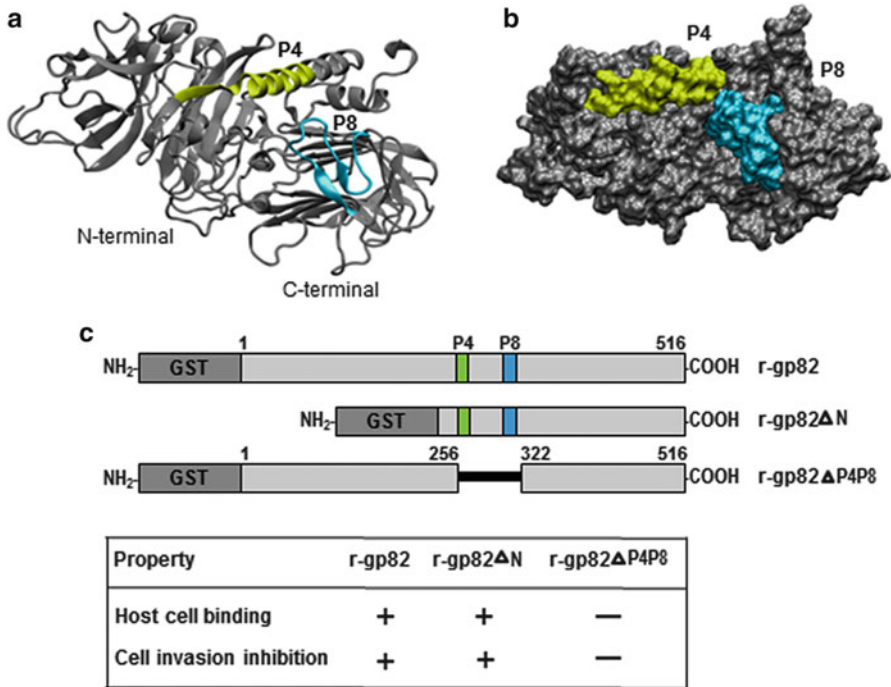 a
P4
P8
N-terminal
C-terminal
b
P4
P8
c
1 P4 P8 516
NH2- GST -COOH r-gp82
NH2- GST -COOH r-gp82ΔN
1 256 322 516
NH2- GST -COOH r-gp82ΔP4P8
Property r-gp82 r-gp82ΔN r-gp82ΔP4P8
Host cell binding + + —
Cell invasion inhibition + + —